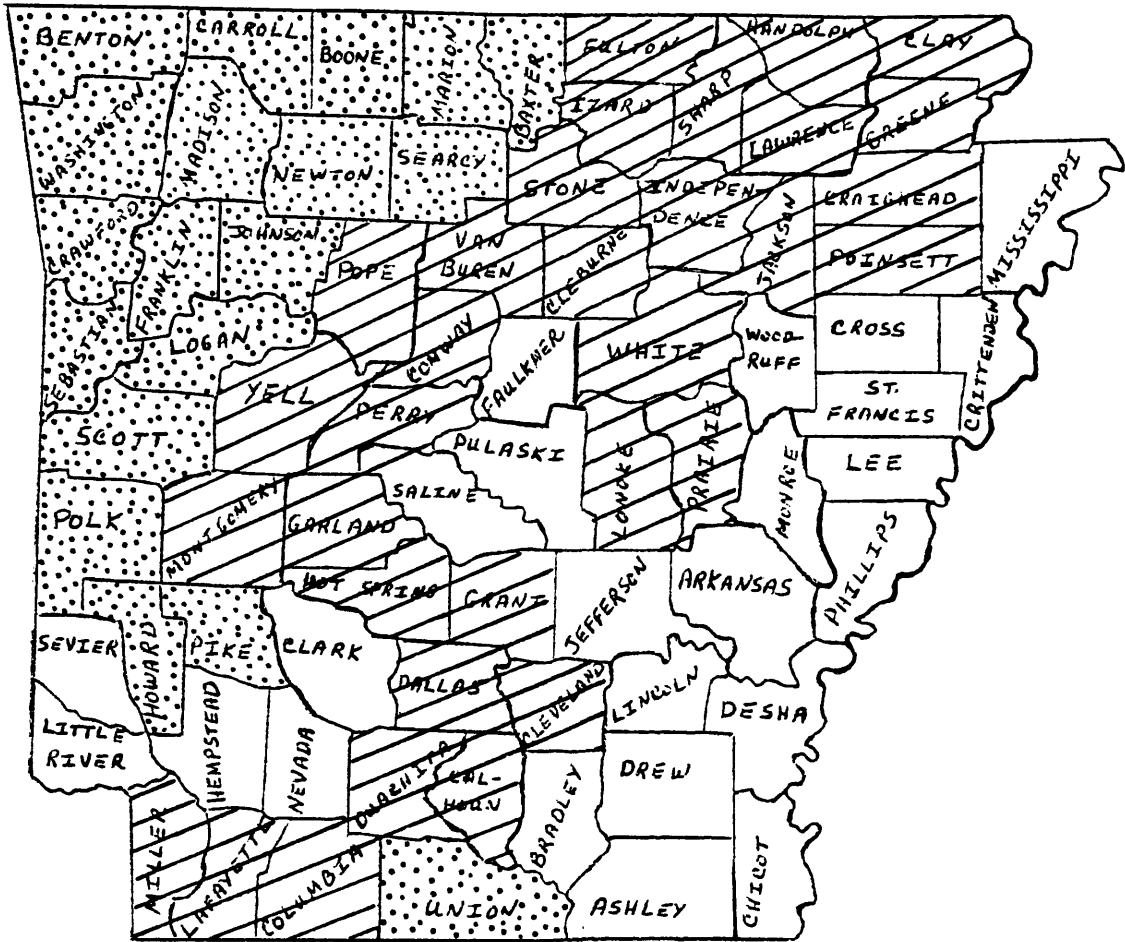 BENTON
CARROLL
BOONE
MARION
BAXTER
FULTON
RANDOLPH
CLAY
WASHINGTON
MADISON
IZARD
SHARP
LAWRENCE
GREENE
NEWTON
SEARCY
STONE
INDEPEN-
DENCE
JACKSON
CRAIGHEAD
MISSISSIPPI
CRAWFORD
FRANKLIN
JOHNSON
POPE
VAN
BUREN
CLEBURNE
POINSETT
SEBASTIAN
LOGAN
CONWAY
FAULKNER
WHITE
WOOD-
RUFF
CROSS
CRITTENDEN
YELL
PERRY
ST.
FRANCIS
SCOTT
PULASKI
LONOKE
PRAIRIE
MONROE
LEE
POLK
MONTGOMERY
GARLAND
SALINE
HOT SPRING
GRANT
JEFFERSON
ARKANSAS
PHILLIPS
SEVIER
HOWARD
PIKE
CLARK
DALLAS
CLEVELAND
LINCOLN
DESHA
LITTLE
RIVER
HEMPSTEAD
NEVADA
OUACHITA
CAL-
HOUN
BRADLEY
DREW
MILLER
LAFAYETTE
COLUMBIA
UNION
ASHLEY
CHICOT